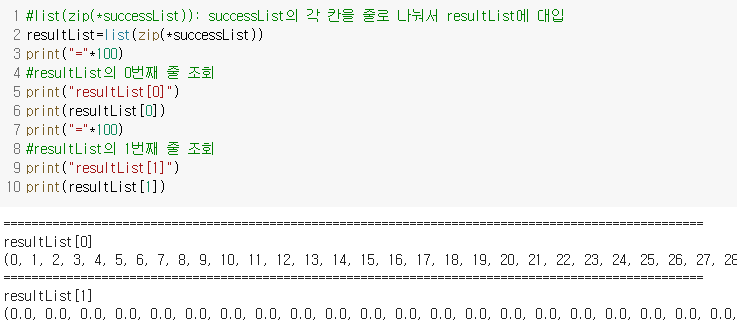 1 #list(zip(*successList)): successList의 각 칸을 줄로 나눠서 resultList에 대입
2 resultList=list(zip(*successList))
3 print("="*100)
4 #resultList의 0번째 줄 조회
5 print("resultList[0]")
6 print(resultList[0])
7 print("="*100)
8 #resultList의 1번째 줄 조회
9 print("resultList[1]")
10 print(resultList[1])
====================================================================================================
resultList[0]
(0, 1, 2, 3, 4, 5, 6, 7, 8, 9, 10, 11, 12, 13, 14, 15, 16, 17, 18, 19, 20, 21, 22, 23, 24, 25, 26, 27, 28
====================================================================================================
resultList[1]
(0.0, 0.0, 0.0, 0.0, 0.0, 0.0, 0.0, 0.0, 0.0, 0.0, 0.0, 0.0, 0.0, 0.0, 0.0, 0.0, 0.0, 0.0, 0.0, 0.0, 0.0,